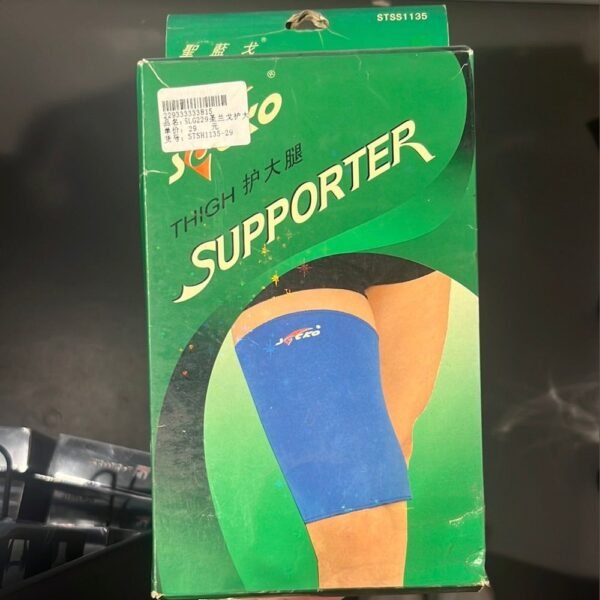 STSS1135
聖藍戈
®
229333333815
品名:SLG229圣兰戈护大
单价: 29 元
货号: STSH1135-29
THIGH 护大腿
SUPPORTER
®